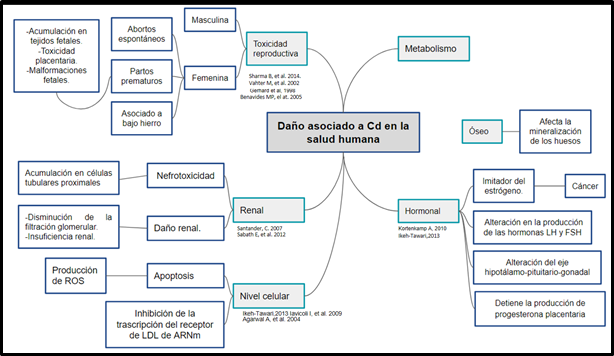 -Acumulación en
tejidos fetales.
-Toxicidad
placentaria.
-Malformaciones
fetales.
Abortos
espontáneos
Partos
prematuros
Asociado a
bajo hierro
Masculina
Femenina
Toxicidad
reproductiva
Sharma B, et al. 2014.
Vahter M, et al. 2002
Gerhard et al, 1998
Benavides MP, el at. 2005
Metabolismo
Daño asociado a Cd en la
salud humana
Óseo
Afecta la
mineralización
de los huesos
Acumulación en células
tubulares proximales
Nefrotoxicidad
-Disminución de la
filtración glomerular.
-Insuficiencia renal.
Daño renal.
Renal
Santander, C. 2007
Sabath E, et al. 2012
Hormonal
Kortenkamp A, 2010
Ikeh-Tawari,2013
Imitador del
estrógeno.
Cáncer
Alteración en la producción
de las hormonas LH y FSH
Alteración del eje
hipotálamo-pituitario-gonadal
Detiene la producción de
progesterona placentaria
Producción
de ROS
Apoptosis
Inhibición de la
trascripción del receptor
de LDL de ARNm
Nivel celular
Ikeh-Tawari,2013 Iavicoli I, et al. 2009
Agarwal A, et al. 2004